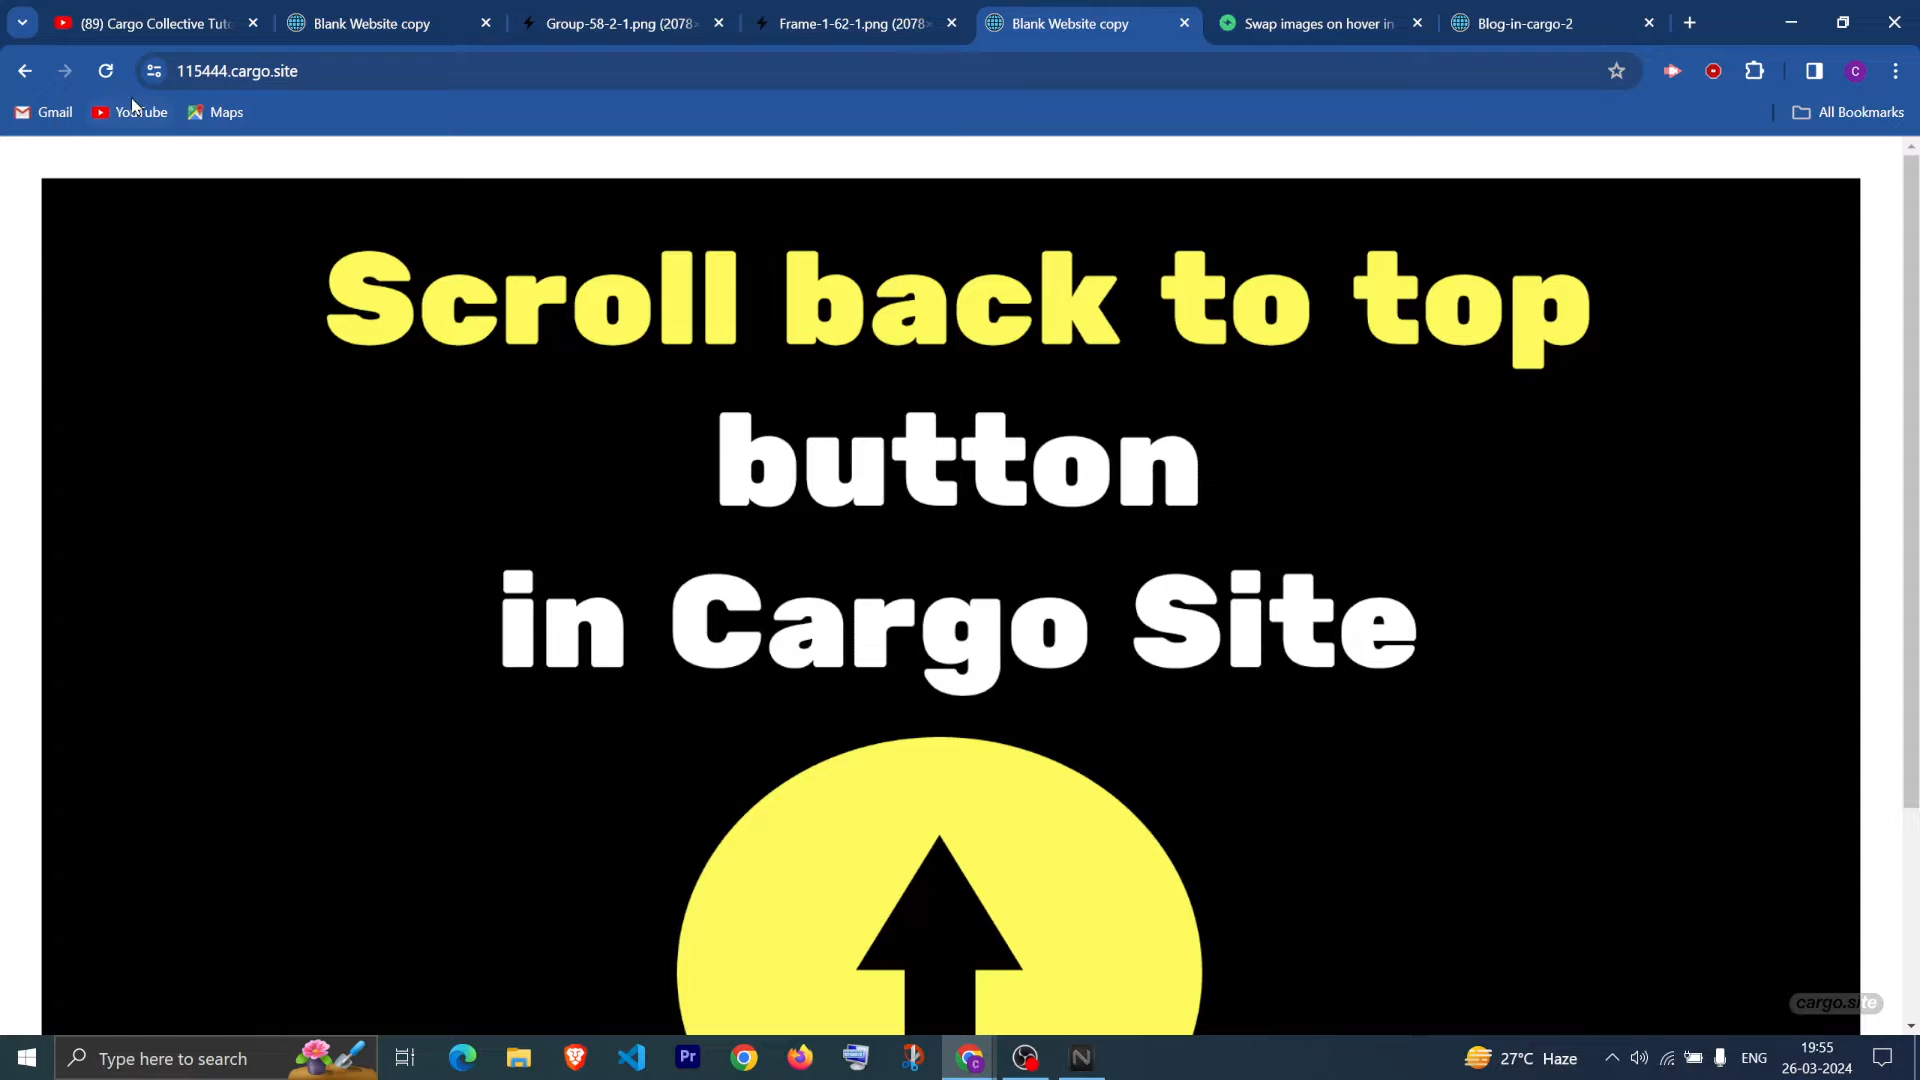 (89) Cargo Collective Tuto
Blank Website copy
Group-58-2-1.png (2078×
Frame-1-62-1.png (2078×
Blank Website copy
Swap images on hover in
Blog-in-cargo-2
115444.cargo.site
C
Gmail
YouTube
Maps
All Bookmarks
Scroll back to top
button
in Cargo Site
cargo.site
Type here to search
Pr
27°C Haze
ENG
19:55
26-03-2024